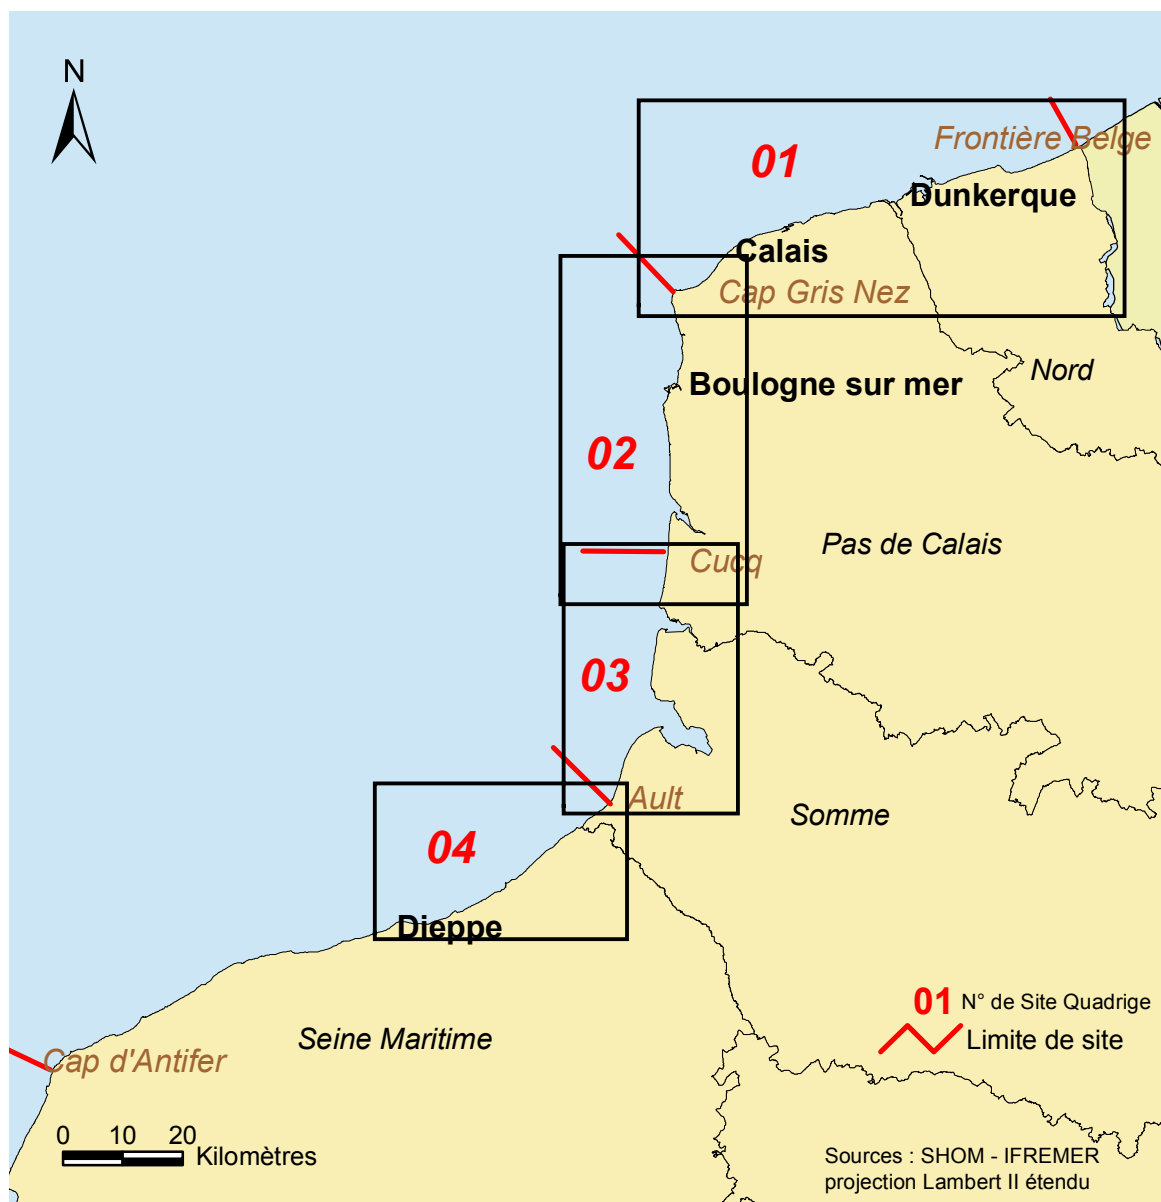 N
Frontière Belge
01
Dunkerque
Calais
Cap Gris Nez
Nord
Boulogne sur mer
02
Pas de Calais
Cucq
03
Ault
Somme
04
Dieppe
01 N° de Site Quadrige
Seine Maritime
Limite de site
Cap d'Antifer
0 10 20
Kilomètres
Sources : SHOM - IFREMER
projection Lambert II étendu